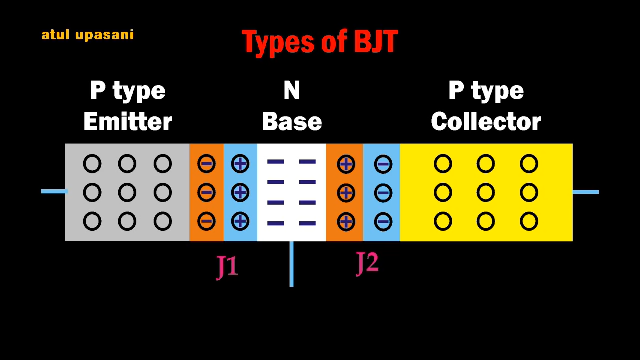 atul upasani
Types of BJT
P type
Emitter
N
Base
P type
Collector
J1
J2